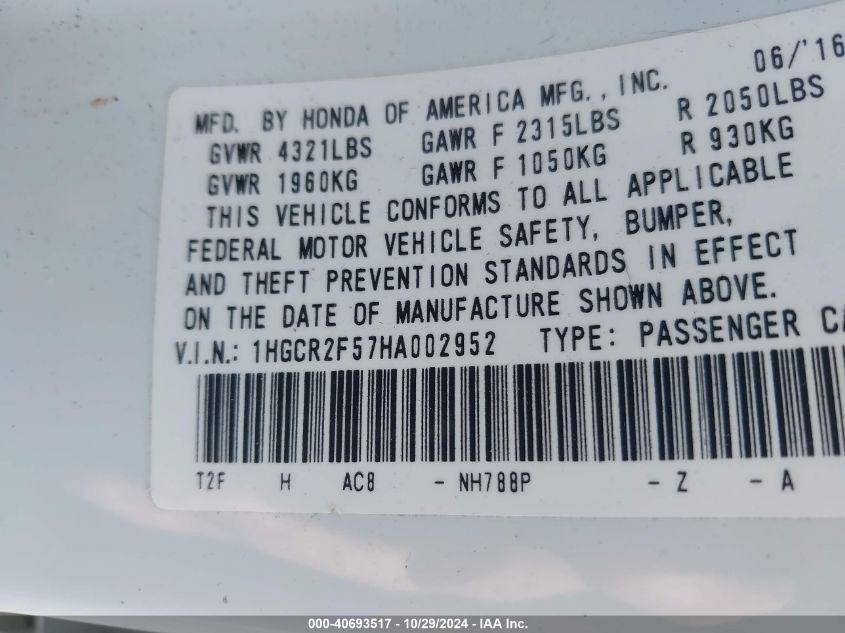 06/'16
MFD. BY HONDA OF AMERICA MFG., INC.
GVWR 4321LBS GAWR F 2315LBS R 2050LBS
GVWR 1960KG GAWR F 1050KG R 930KG
THIS VEHICLE CONFORMS TO ALL APPLICABLE
FEDERAL MOTOR VEHICLE SAFETY, BUMPER,
AND THEFT PREVENTION STANDARDS IN EFFECT
ON THE DATE OF MANUFACTURE SHOWN ABOVE.
V.I.N.: 1HGCR2F57HA002952 TYPE: PASSENGER CA
T2F H AC8 - NH788P - Z - A
000-40693517 - 10/29/2024 - IAA Inc.